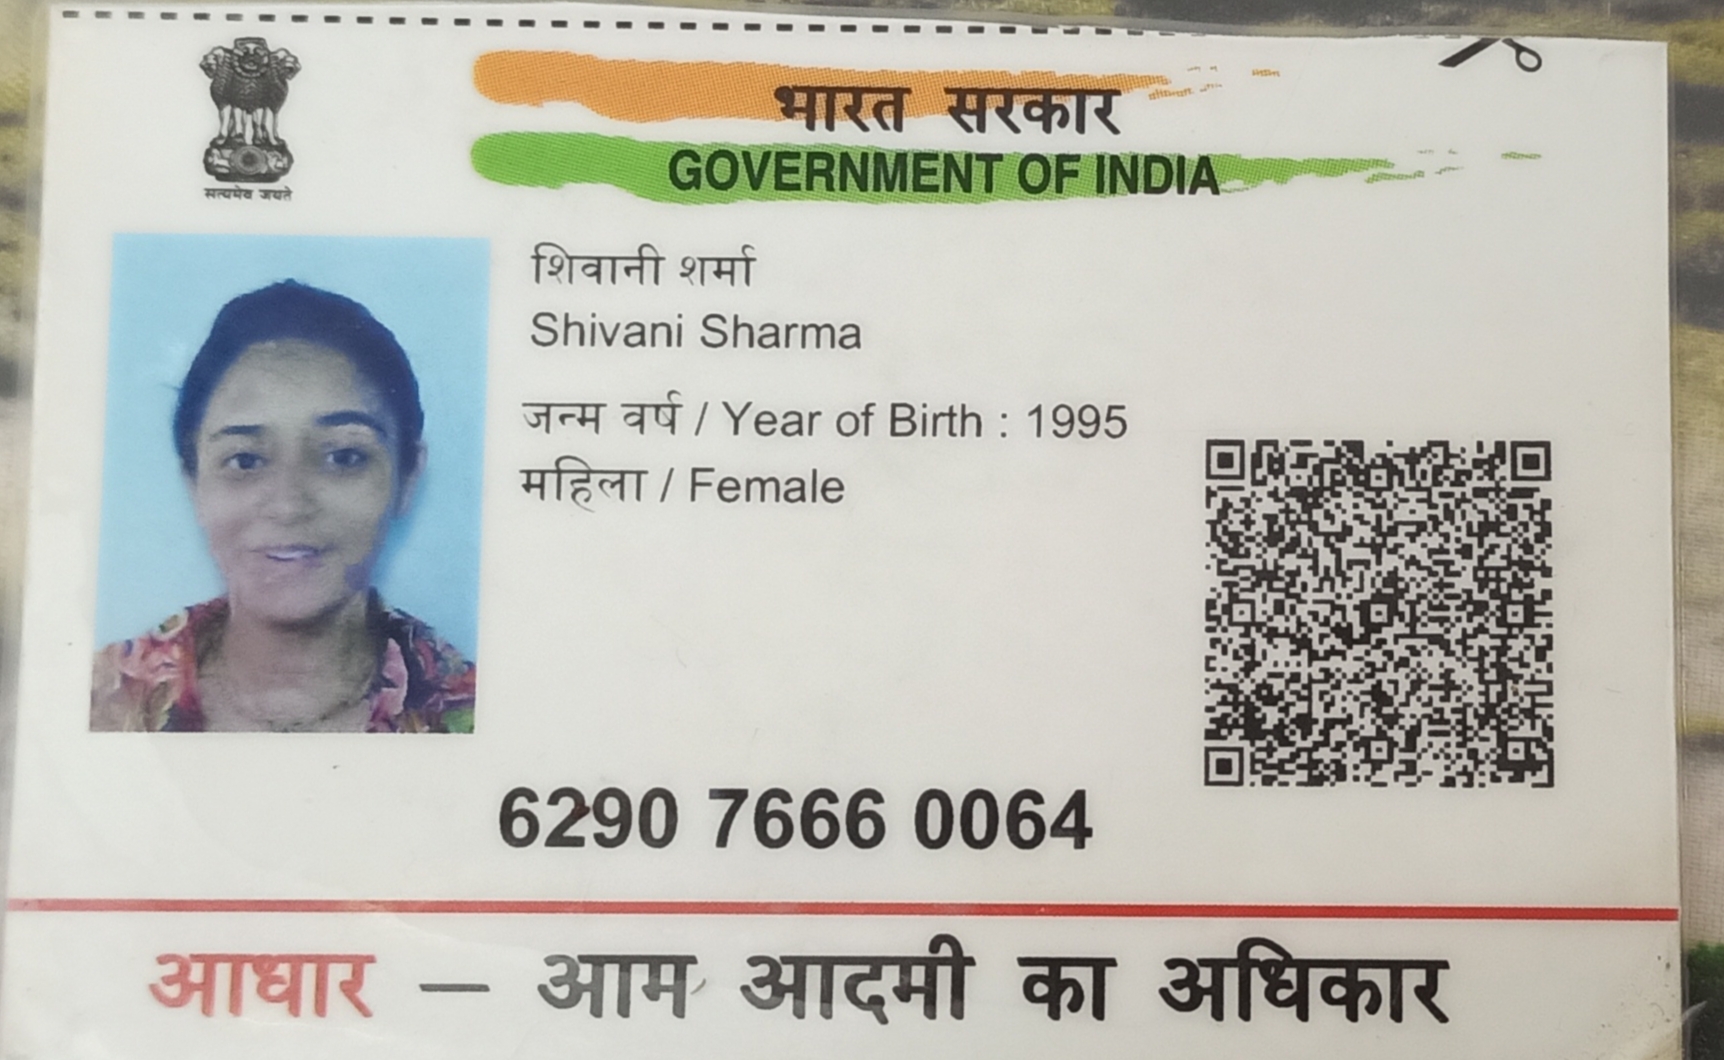 सत्यमेव जयते
भारत सरकार
GOVERNMENT OF INDIA
शिवानी शर्मा
Shivani Sharma
जन्म वर्ष / Year of Birth : 1995
महिला / Female
6290 7666 0064
आधार – आम आदमी का अधिकार